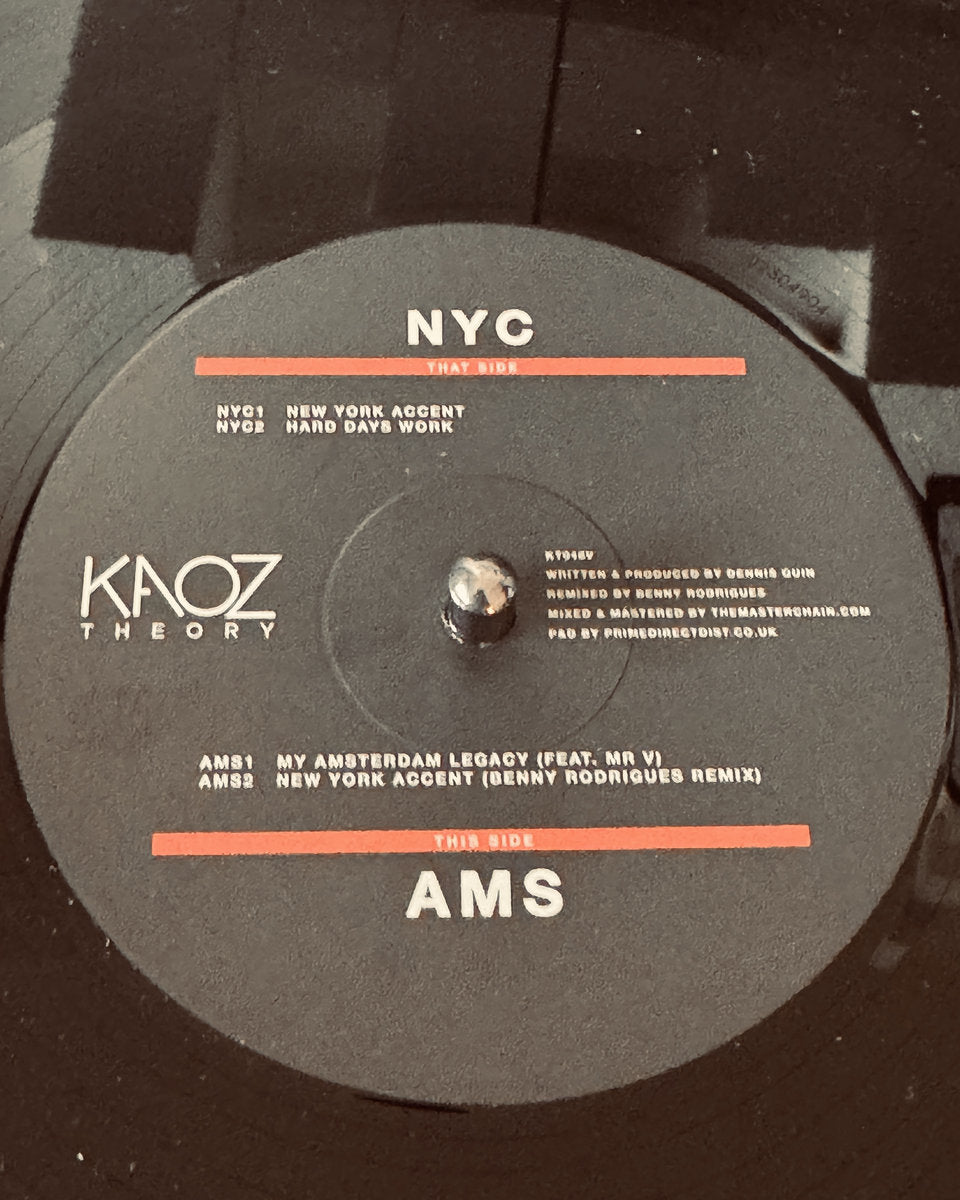 NYC
THAT SIDE
NYC1 NEW YORK ACCENT
NYC2 HARD DAYS WORK
KAOZ
THEORY
WRITTEN & PRODUCED BY DENNIS QUIN
REMIXED BY BENNY RODRIGUES
MIXED & MASTERED BY THEMASTERCHAIN.COM
P&D BY PRIMEDIRECTDIST.CO.UK
AMS1 MY AMSTERDAM LEGACY (FEAT. MR V)
AMS2 NEW YORK ACCENT (BENNY RODRIGUES REMIX)
THIS SIDE
AMS